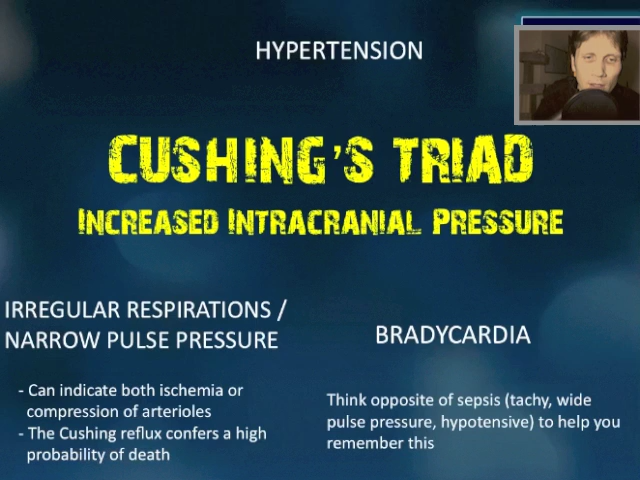 HYPERTENSION
CUSHING'S TRIAD
INCREASED INTRACRANIAL PRESSURE
IRREGULAR RESPIRATIONS /
NARROW PULSE PRESSURE
- Can indicate both ischemia or
compression of arterioles
- The Cushing reflux confers a high
probability of death
BRADYCARDIA
Think opposite of sepsis (tachy, wide
pulse pressure, hypotensive) to help you
remember this